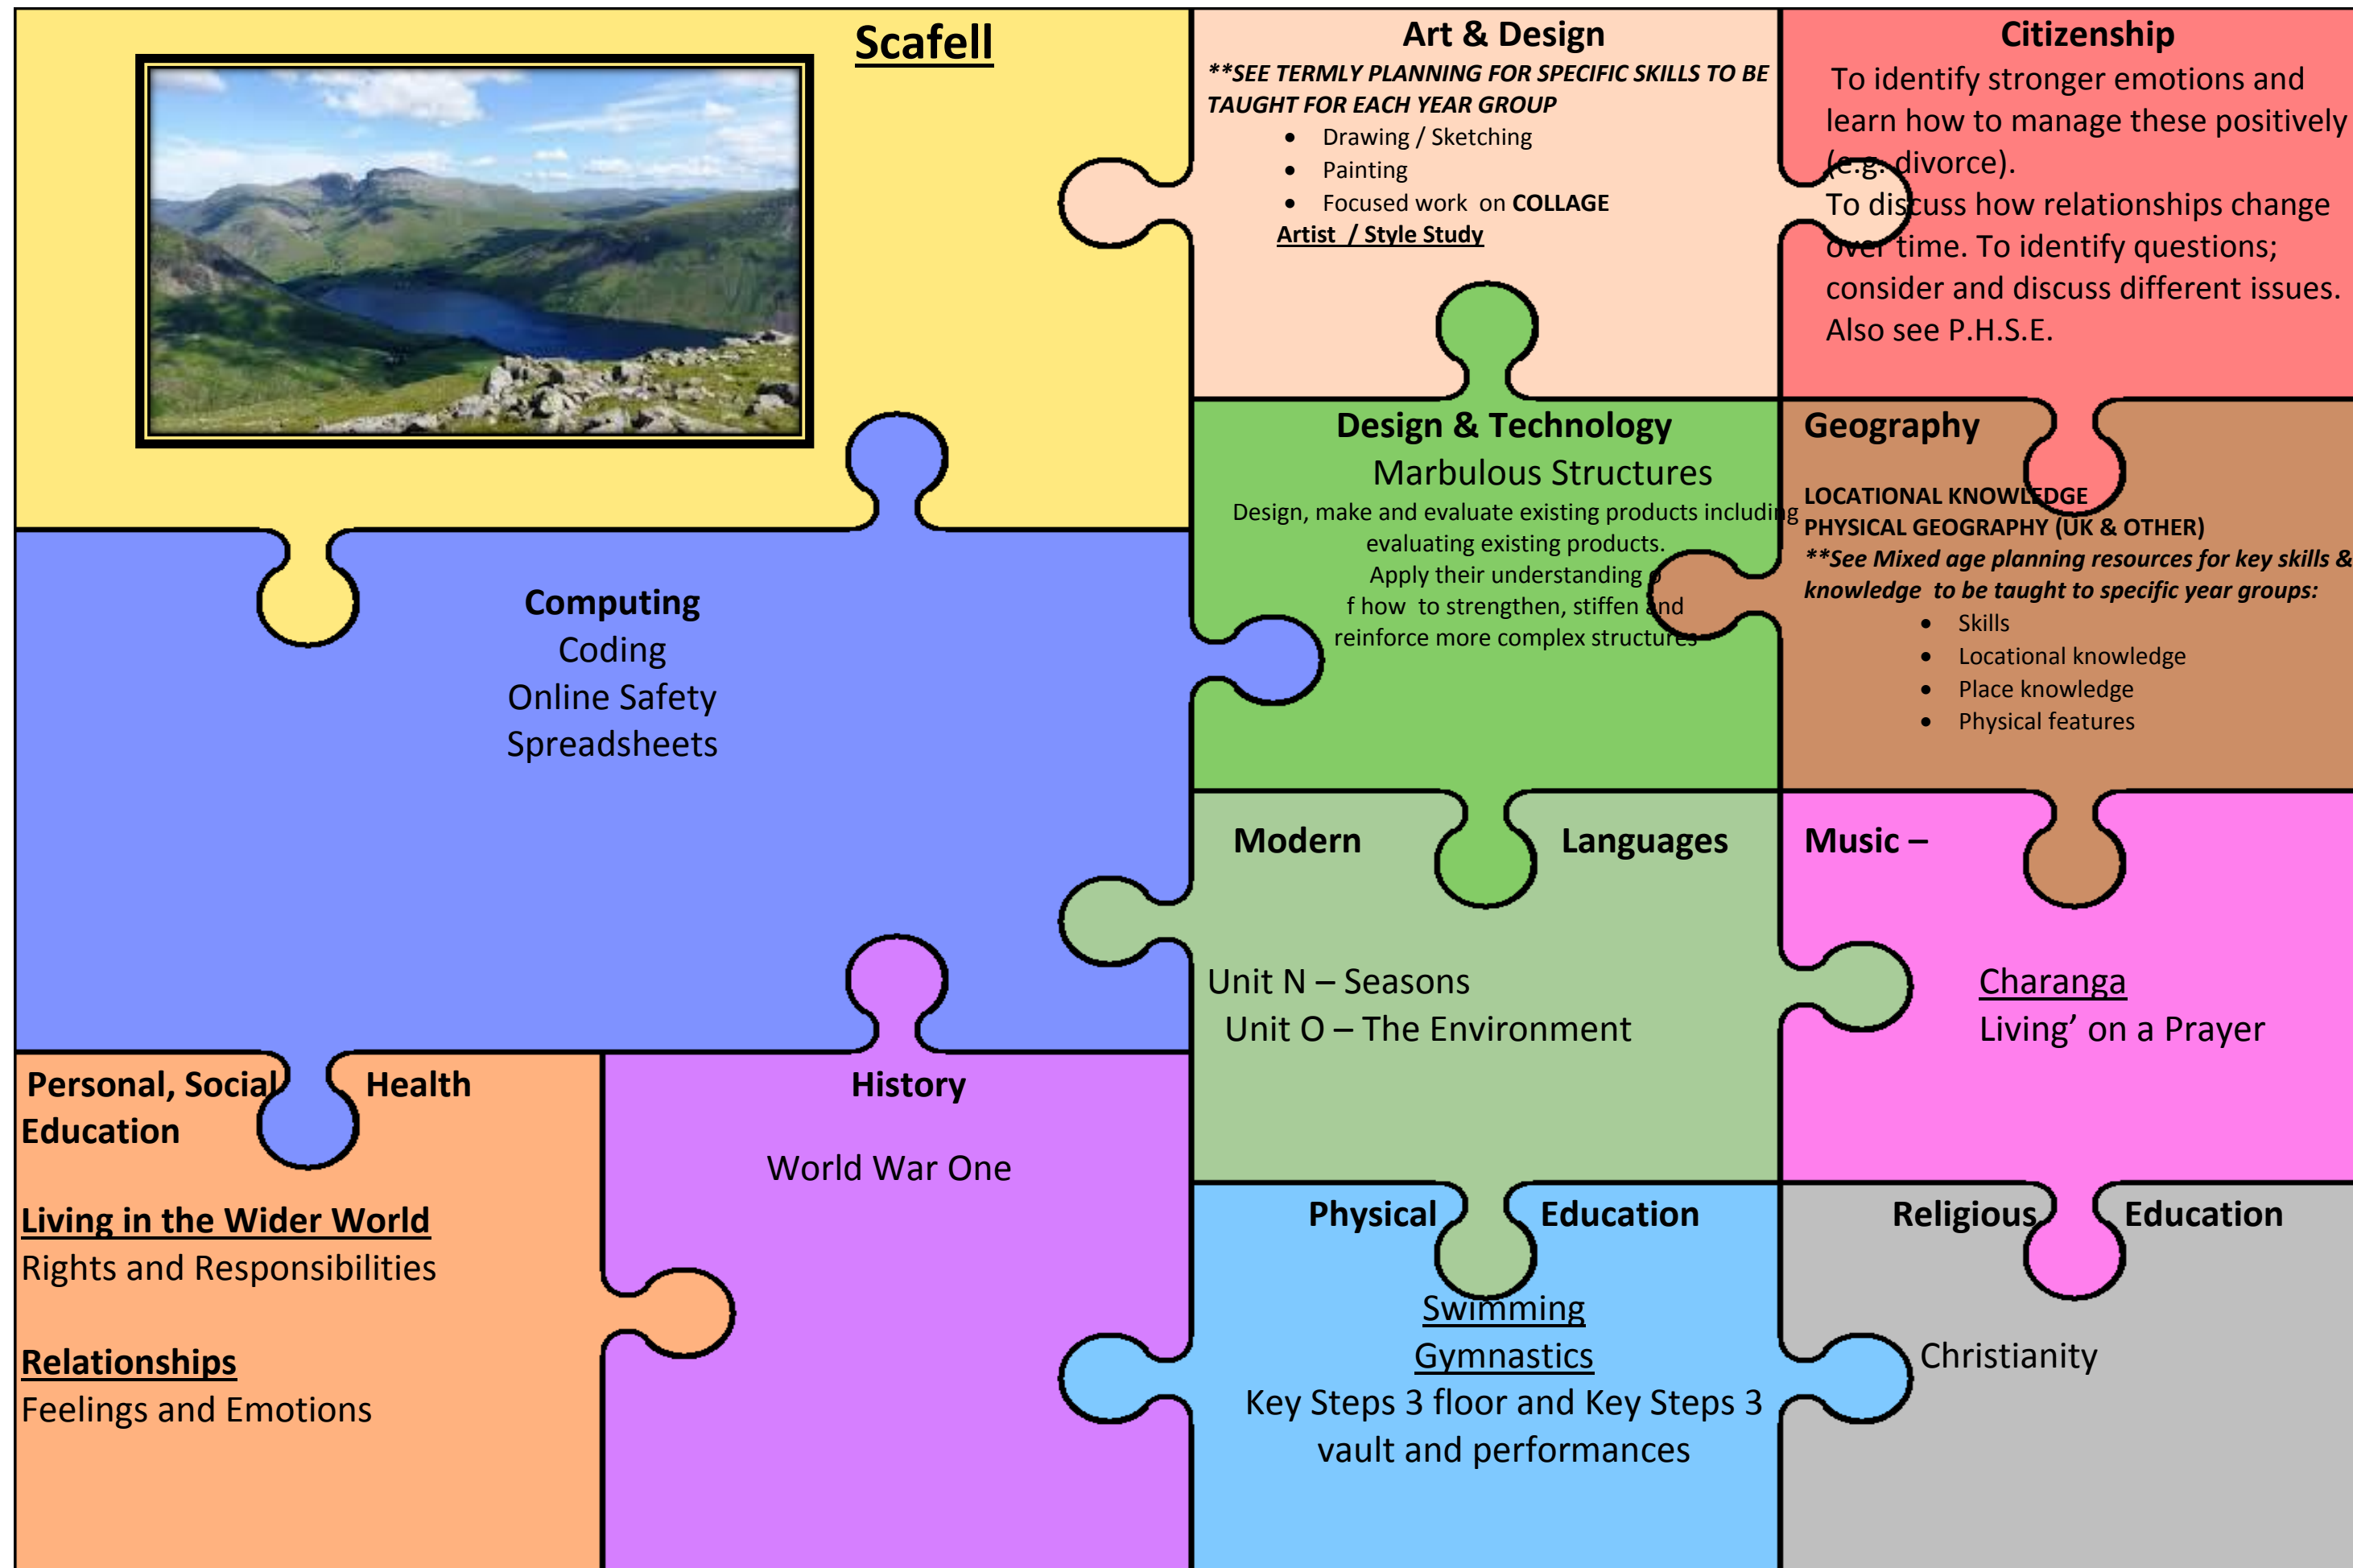 Scafell
Art & Design
**SEE TERMLY PLANNING FOR SPECIFIC SKILLS TO BE
TAUGHT FOR EACH YEAR GROUP
• Drawing / Sketching
• Painting
• Focused work on COLLAGE
Artist / Style Study
Citizenship
To identify stronger emotions and
learn how to manage these positively
(e.g. divorce).
To discuss how relationships change
over time. To identify questions;
consider and discuss different issues.
Also see P.H.S.E.
Computing
Coding
Online Safety
Spreadsheets
Design & Technology
Marbulous Structures
Design, make and evaluate existing products including
evaluating existing products.
Apply their understanding o
f how to strengthen, stiffen and
reinforce more complex structures
Geography
LOCATIONAL KNOWLEDGE
PHYSICAL GEOGRAPHY (UK & OTHER)
**See Mixed age planning resources for key skills &
knowledge to be taught to specific year groups:
• Skills
• Locational knowledge
• Place knowledge
• Physical features
Modern Languages
Unit N – Seasons
Unit O – The Environment
Music –
Charanga
Living’ on a Prayer
Personal, Social Health
Education
Living in the Wider World
Rights and Responsibilities
Relationships
Feelings and Emotions
History
World War One
Physical Education
Swimming
Gymnastics
Key Steps 3 floor and Key Steps 3
vault and performances
Religious Education
Christianity